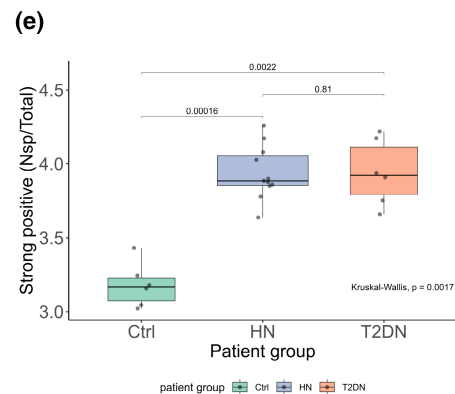 (e)
0.0022
0.81
0.00016
4.5
4.0
3.5
3.0
Strong positive (Nsp/Total)
Kruskal-Wallis, p = 0.0017
Ctrl HN T2DN
Patient group
patient group Ctrl HN T2DN